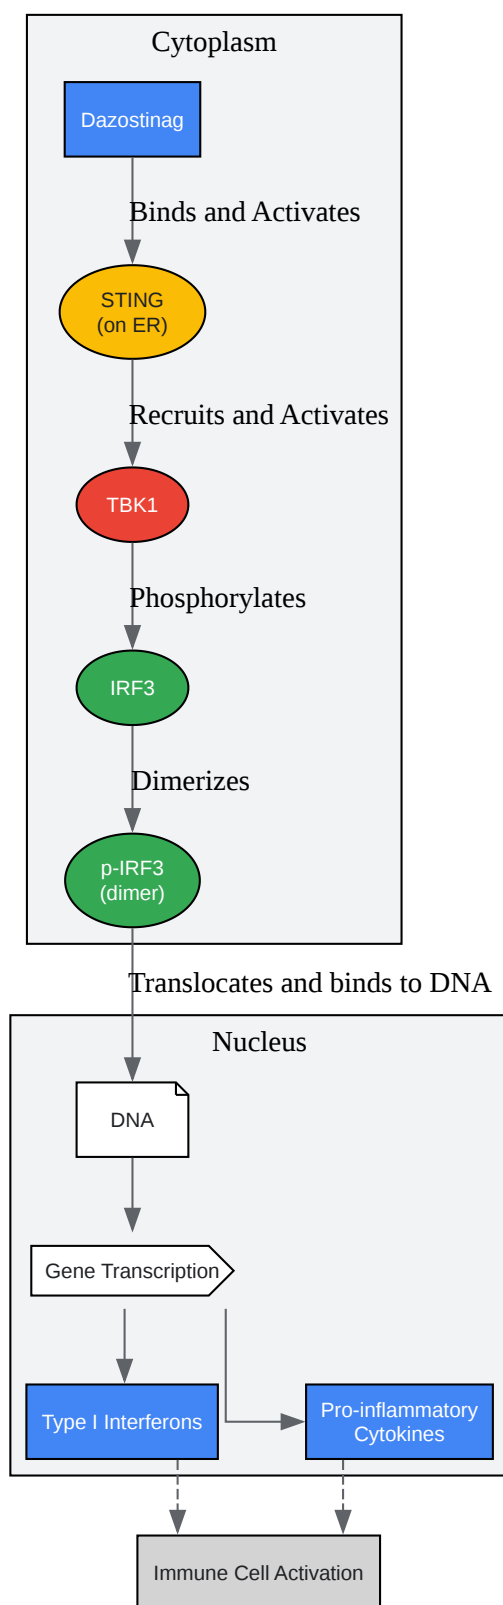 Cytoplasm
Dazostinag
Binds and Activates
STING
(on ER)
Recruits and Activates
TBK1
Phosphorylates
IRF3
Dimerizes
p-IRF3
(dimer)
Translocates and binds to DNA
Nucleus
DNA
Gene Transcription
Type I Interferons
Pro-inflammatory
Cytokines
Immune Cell Activation